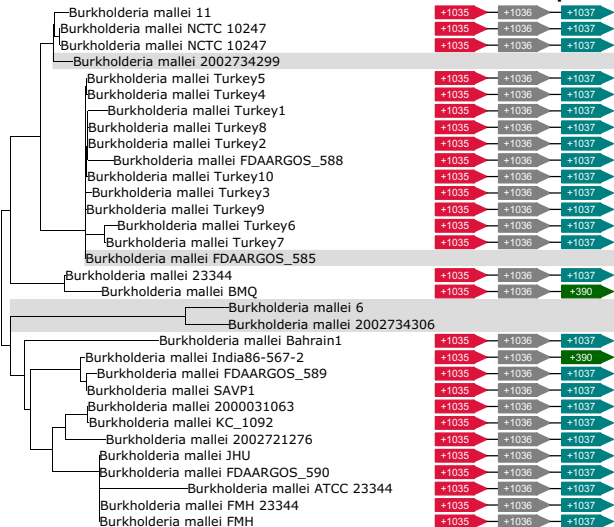 Burkholderia mallei 11 +1035 +1036 +1037
Burkholderia mallei NCTC 10247 +1035 +1036 +1037
Burkholderia mallei NCTC 10247 +1035 +1036 +1037
Burkholderia mallei 2002734299
Burkholderia mallei Turkey5 +1035 +1036 +1037
Burkholderia mallei Turkey4 +1035 +1036 +1037
Burkholderia mallei Turkey1 +1035 +1036 +1037
Burkholderia mallei Turkey8 +1035 +1036 +1037
Burkholderia mallei Turkey2 +1035 +1036 +1037
Burkholderia mallei FDAARGOS_588 +1035 +1036 +1037
Burkholderia mallei Turkey10 +1035 +1036 +1037
Burkholderia mallei Turkey3 +1035 +1036 +1037
Burkholderia mallei Turkey9 +1035 +1036 +1037
Burkholderia mallei Turkey6 +1035 +1036 +1037
Burkholderia mallei Turkey7 +1035 +1036 +1037
Burkholderia mallei FDAARGOS_585
Burkholderia mallei 23344 +1035 +1036 +1037
Burkholderia mallei BMQ +1035 +1036 +390
Burkholderia mallei 6
Burkholderia mallei 2002734306
Burkholderia mallei Bahrain1 +1035 +1036 +1037
Burkholderia mallei India86-567-2 +1035 +1036 +390
Burkholderia mallei FDAARGOS_589 +1035 +1036 +1037
Burkholderia mallei SAVP1 +1035 +1036 +1037
Burkholderia mallei 2000031063 +1035 +1036 +1037
Burkholderia mallei KC_1092 +1035 +1036 +1037
Burkholderia mallei 2002721276 +1035 +1036 +1037
Burkholderia mallei JHU +1035 +1036 +1037
Burkholderia mallei FDAARGOS_590 +1035 +1036 +1037
Burkholderia mallei ATCC 23344 +1035 +1036 +1037
Burkholderia mallei FMH 23344 +1035 +1036 +1037
Burkholderia mallei FMH +1035 +1036 +1037